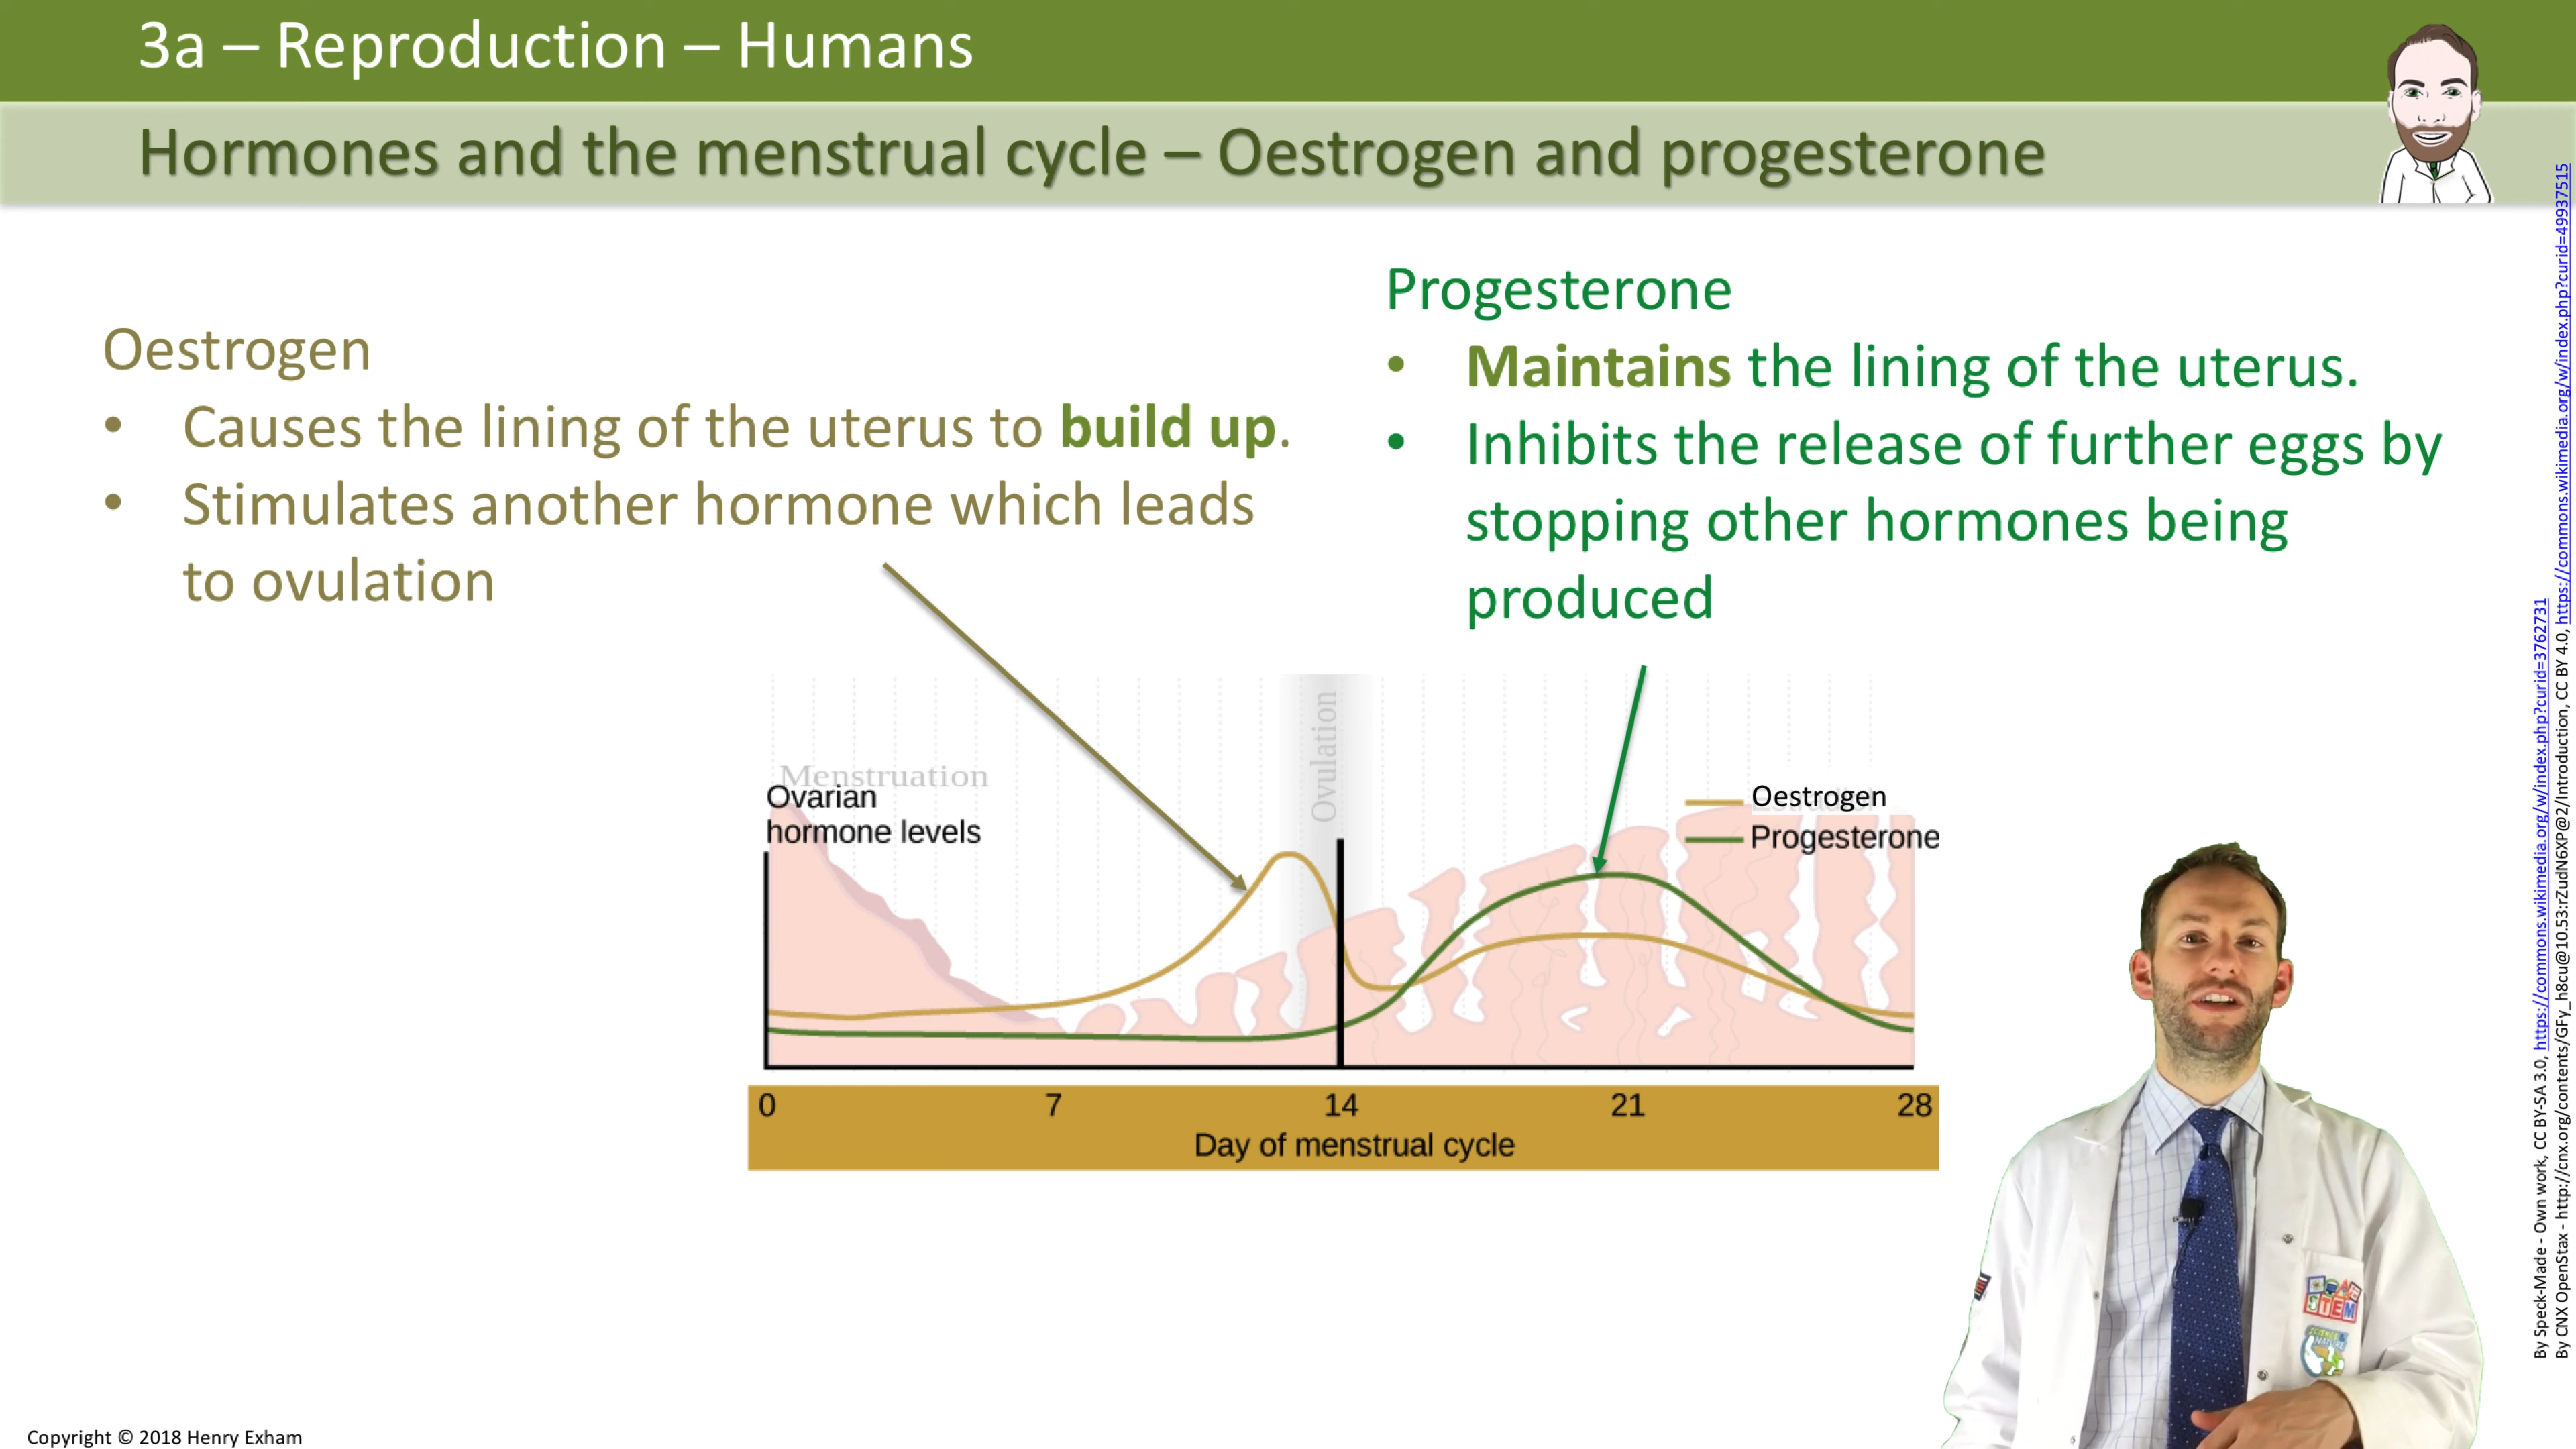 3a – Reproduction – Humans
Hormones and the menstrual cycle – Oestrogen and progesterone
Oestrogen
• Causes the lining of the uterus to build up.
• Stimulates another hormone which leads
to ovulation
Progesterone
• Maintains the lining of the uterus.
• Inhibits the release of further eggs by
stopping other hormones being
produced
Menstruation
Ovulation
Ovarian
hormone levels
Oestrogen
Progesterone
0 7 14 21 28
Day of menstrual cycle
STEM
By Speck-Made - Own work, CC BY-SA 3.0, https://commons.wikimedia.org/w/index.php?curid=3762731
By CNX OpenStax - http://cnx.org/contents/GFy_h8cu@10.53:rZudN6XP@2/Introduction, CC BY 4.0, https://commons.wikimedia.org/w/index.php?curid=49937515
Copyright © 2018 Henry Exham